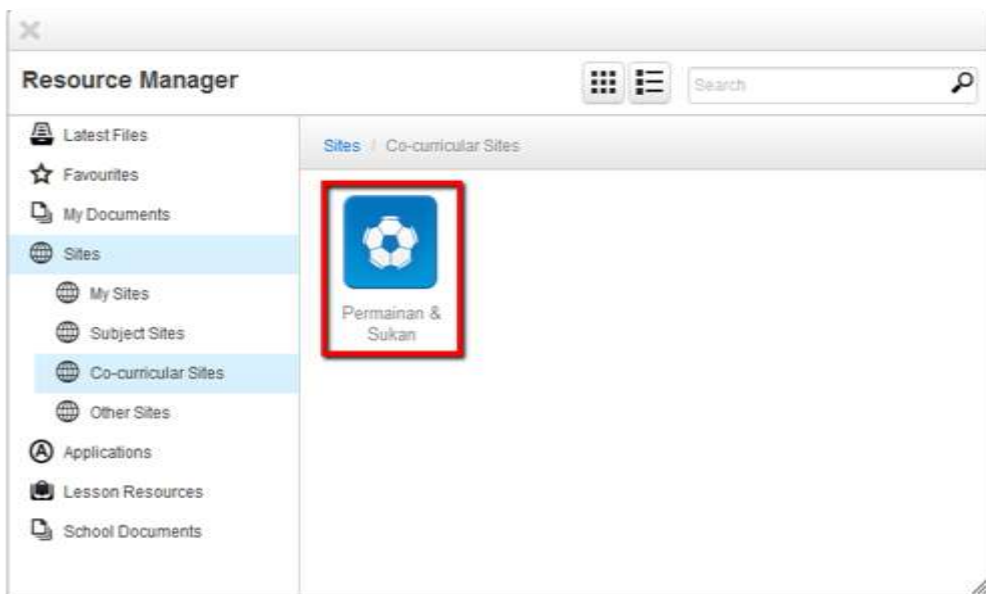 Resource Manager
Search
Latest Files
Favourites
My Documents
Sites
My Sites
Subject Sites
Co-curricular Sites
Other Sites
Applications
Lesson Resources
School Documents
Sites / Co-curricular Sites
Permainan &
Sukan